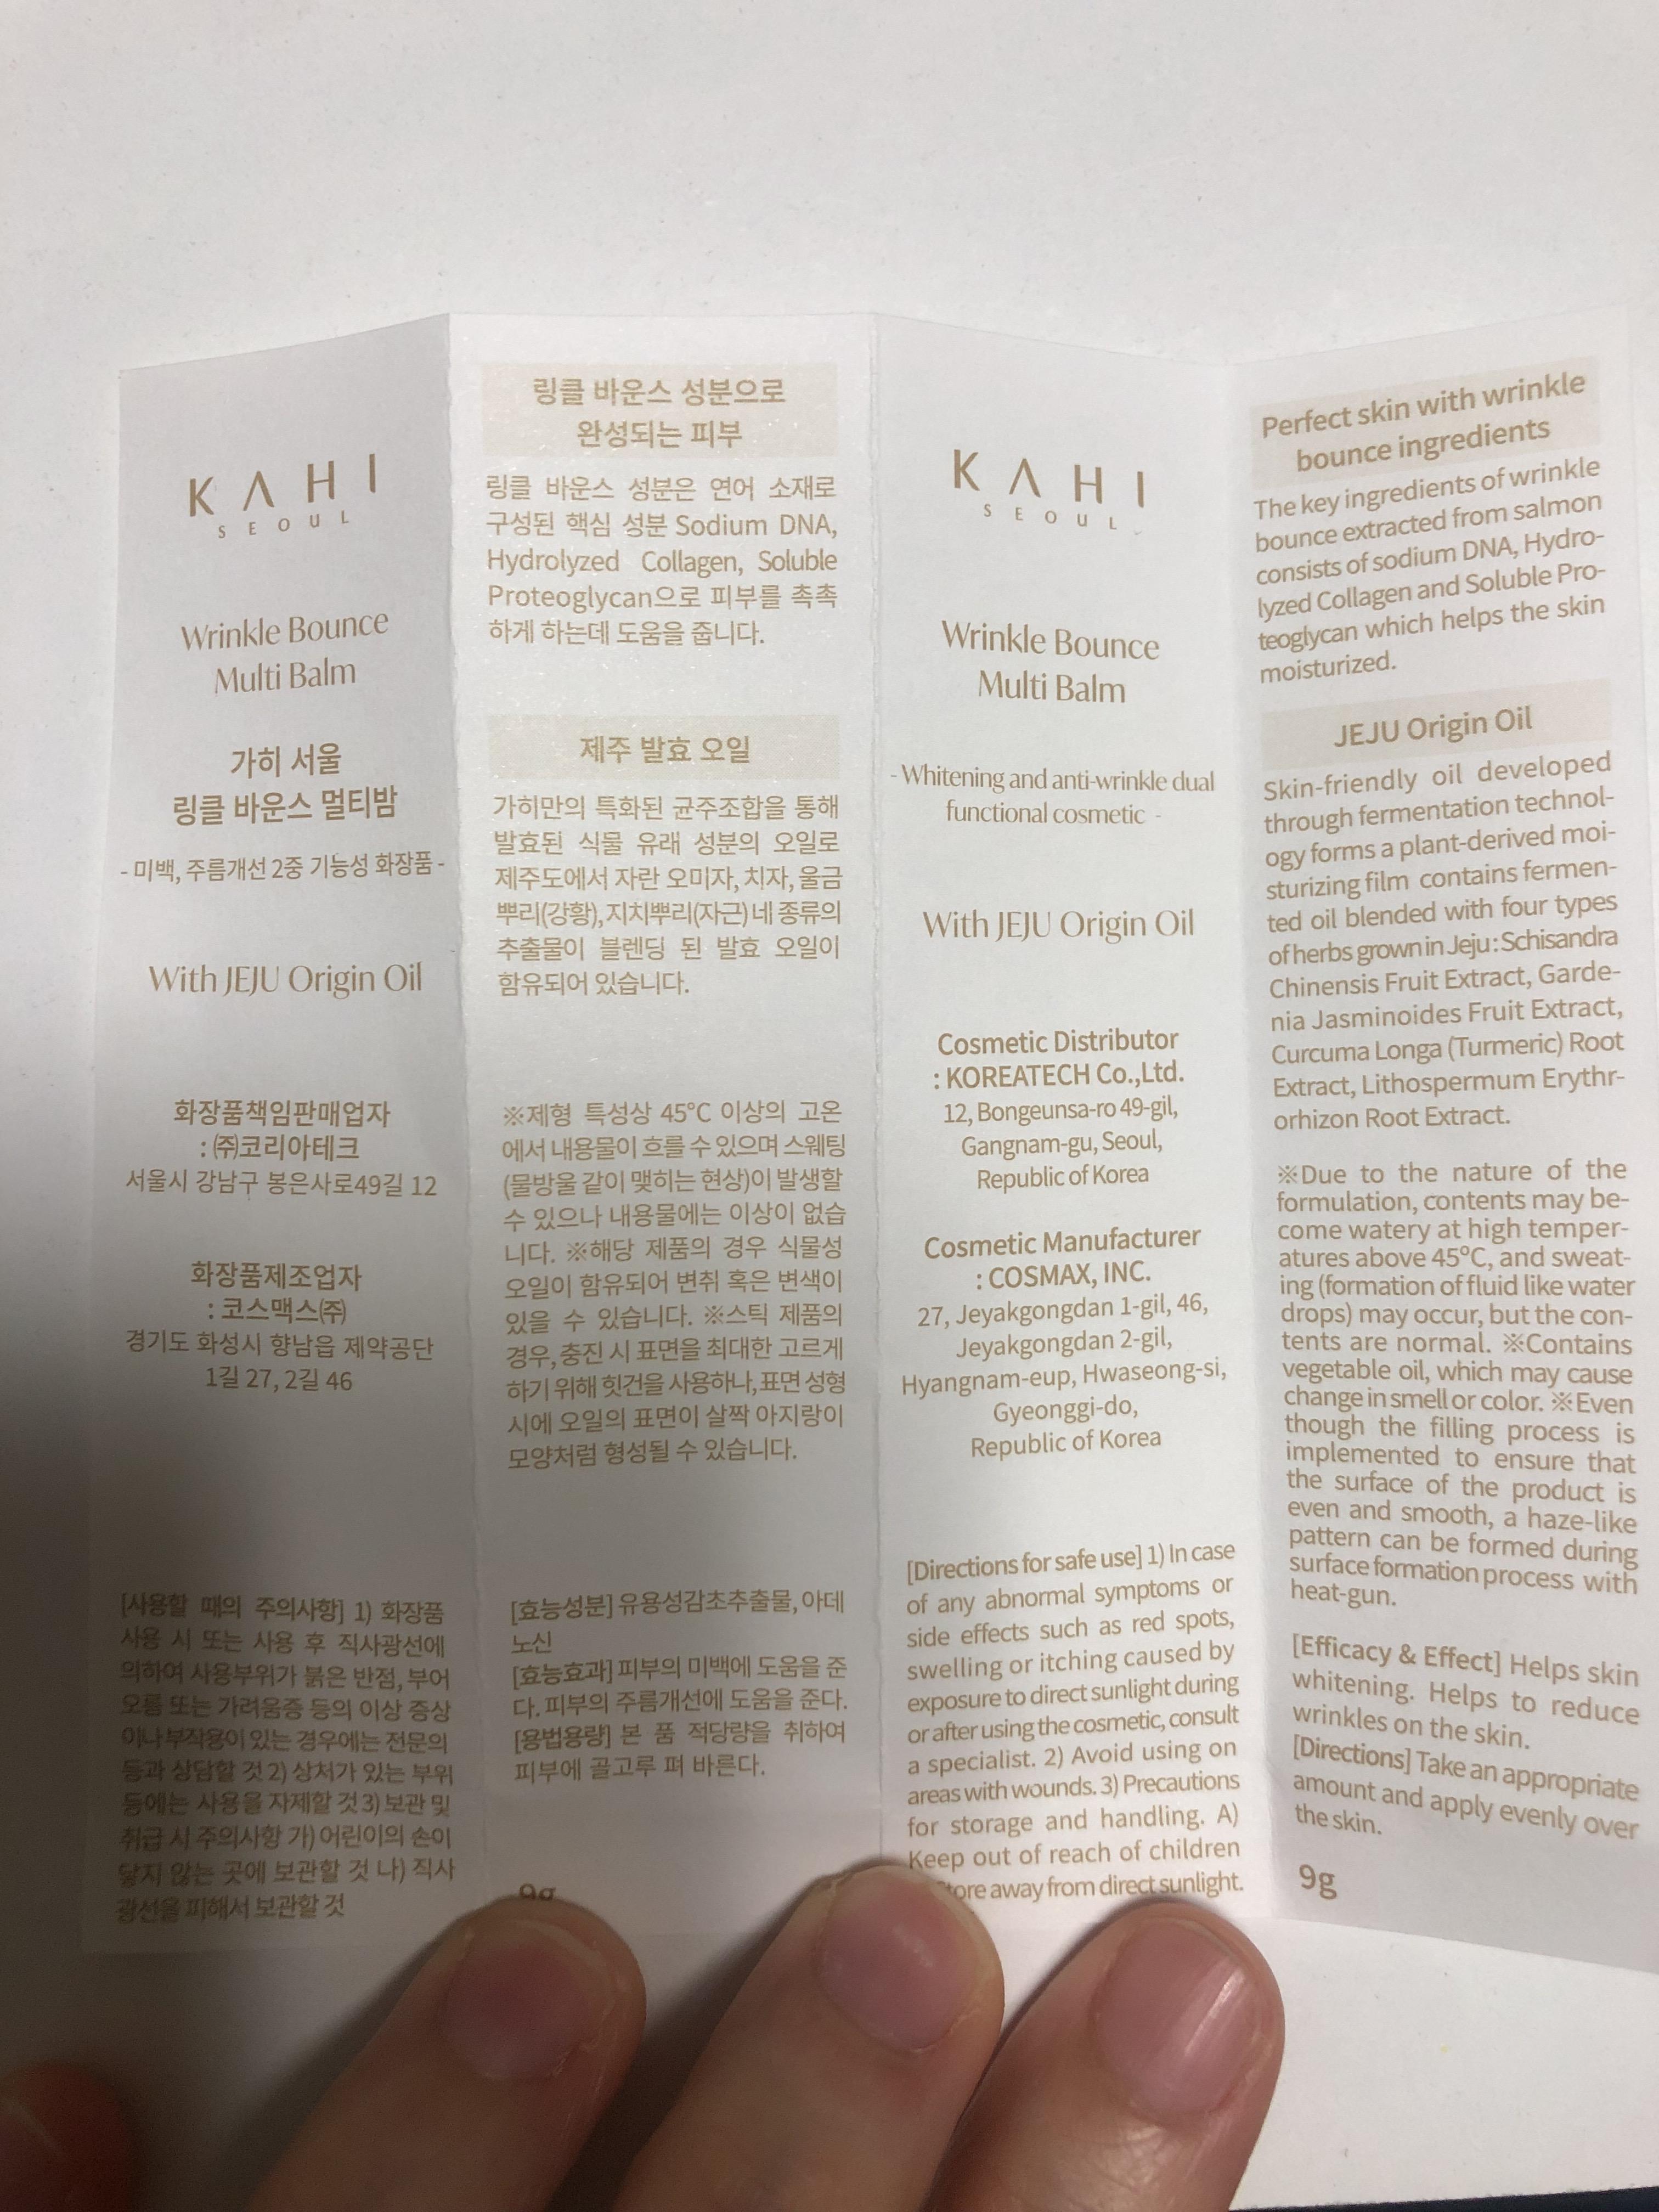 KAHI
SEOUL
Wrinkle Bounce
Multi Balm
가히 서울
링클 바운스 멀티밤
- 미백, 주름개선 2중 기능성 화장품 -
With JEJU Origin Oil
화장품책임판매업자
: ㈜코리아테크
서울시 강남구 봉은사로49길 12
화장품제조업자
: 코스맥스㈜
경기도 화성시 향남읍 제약공단
1길 27, 2길 46
[사용할 때의 주의사항] 1) 화장품
사용 시 또는 사용 후 직사광선에
의하여 사용부위가 붉은 반점, 부어
오름 또는 가려움증 등의 이상 증상
이나 부작용이 있는 경우에는 전문의
등과 상담할 것 2) 상처가 있는 부위
등에는 사용을 자제할 것 3) 보관 및
취급 시 주의사항 가) 어린이의 손이
닿지 않는 곳에 보관할 것 나) 직사
광선을 피해서 보관할 것
링클 바운스 성분으로
완성되는 피부
링클 바운스 성분은 연어 소재로
구성된 핵심 성분 Sodium DNA,
Hydrolyzed Collagen, Soluble
Proteoglycan으로 피부를 촉촉
하게 하는데 도움을 줍니다.
제주 발효 오일
가히만의 특화된 균주조합을 통해
발효된 식물 유래 성분의 오일로
제주도에서 자란 오미자, 치자, 울금
뿌리(강황), 지치뿌리(자근) 네 종류의
추출물이 블렌딩 된 발효 오일이
함유되어 있습니다.
※제형 특성상 45℃ 이상의 고온
에서 내용물이 흐를 수 있으며 스웨팅
(물방울 같이 맺히는 현상)이 발생할
수 있으나 내용물에는 이상이 없습
니다. ※해당 제품의 경우 식물성
오일이 함유되어 변취 혹은 변색이
있을 수 있습니다. ※스틱 제품의
경우, 충진 시 표면을 최대한 고르게
하기 위해 힛건을 사용하나, 표면 성형
시에 오일의 표면이 살짝 아지랑이
모양처럼 형성될 수 있습니다.
[효능성분] 유용성감초추출물, 아데
노신
[효능효과] 피부의 미백에 도움을 준
다. 피부의 주름개선에 도움을 준다.
[용법용량] 본 품 적당량을 취하여
피부에 골고루 펴 바른다.
9g
KAHI
SEOUL
Wrinkle Bounce
Multi Balm
- Whitening and anti-wrinkle dual
functional cosmetic -
With JEJU Origin Oil
Cosmetic Distributor
: KOREATECH Co.,Ltd.
12, Bongeunsa-ro 49-gil,
Gangnam-gu, Seoul,
Republic of Korea
Cosmetic Manufacturer
: COSMAX, INC.
27, Jeyakgongdan 1-gil, 46,
Jeyakgongdan 2-gil,
Hyangnam-eup, Hwaseong-si,
Gyeonggi-do,
Republic of Korea
[Directions for safe use] 1) In case
of any abnormal symptoms or
side effects such as red spots,
swelling or itching caused by
exposure to direct sunlight during
or after using the cosmetic, consult
a specialist. 2) Avoid using on
areas with wounds. 3) Precautions
for storage and handling. A)
Keep out of reach of children
away from direct sunlight.
Perfect skin with wrinkle
bounce ingredients
The key ingredients of wrinkle
bounce extracted from salmon
consists of sodium DNA, Hydro-
lyzed Collagen and Soluble Pro-
teoglycan which helps the skin
moisturized.
JEJU Origin Oil
Skin-friendly oil developed
through fermentation technol-
ogy forms a plant-derived moi-
sturizing film contains fermen-
ted oil blended with four types
of herbs grown in Jeju : Schisandra
Chinensis Fruit Extract, Garde-
nia Jasminoides Fruit Extract,
Curcuma Longa (Turmeric) Root
Extract, Lithospermum Erythr-
orhizon Root Extract.
※Due to the nature of the
formulation, contents may be-
come watery at high temper-
atures above 45℃, and sweat-
ing (formation of fluid like water
drops) may occur, but the con-
tents are normal. ※Contains
vegetable oil, which may cause
change in smell or color. ※Even
though the filling process is
implemented to ensure that
the surface of the product is
even and smooth, a haze-like
pattern can be formed during
surface formation process with
heat-gun.
[Efficacy & Effect] Helps skin
whitening. Helps to reduce
wrinkles on the skin.
[Directions] Take an appropriate
amount and apply evenly over
the skin.
9g